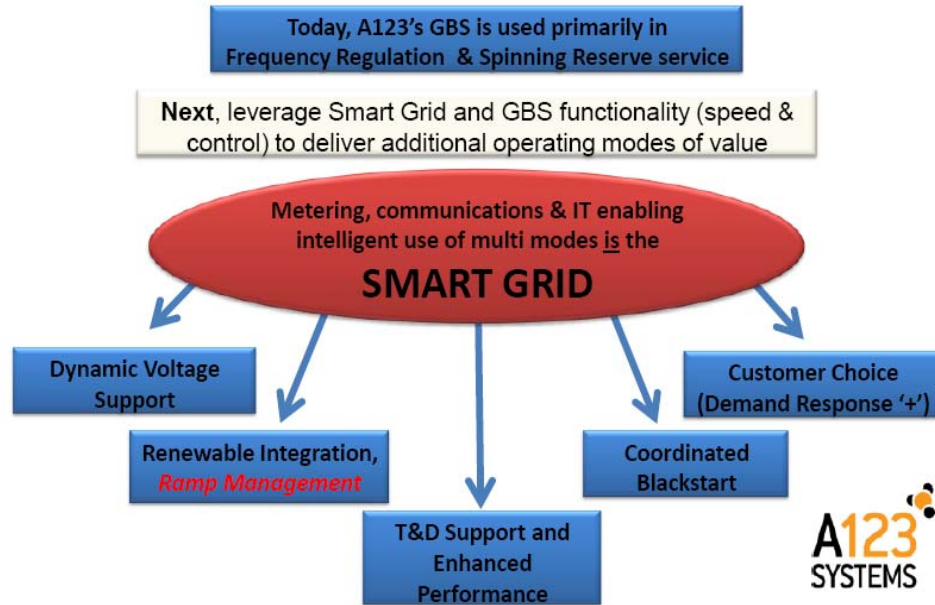 Today, A123's GBS is used primarily in
Frequency Regulation & Spinning Reserve service
Next, leverage Smart Grid and GBS functionality (speed &
control) to deliver additional operating modes of value
Metering, communications & IT enabling
intelligent use of multi modes is the
SMART GRID
Dynamic Voltage
Support
Renewable Integration,
Ramp Management
T&D Support and
Enhanced
Performance
Coordinated
Blackstart
Customer Choice
(Demand Response ‘+’)
A123
SYSTEMS